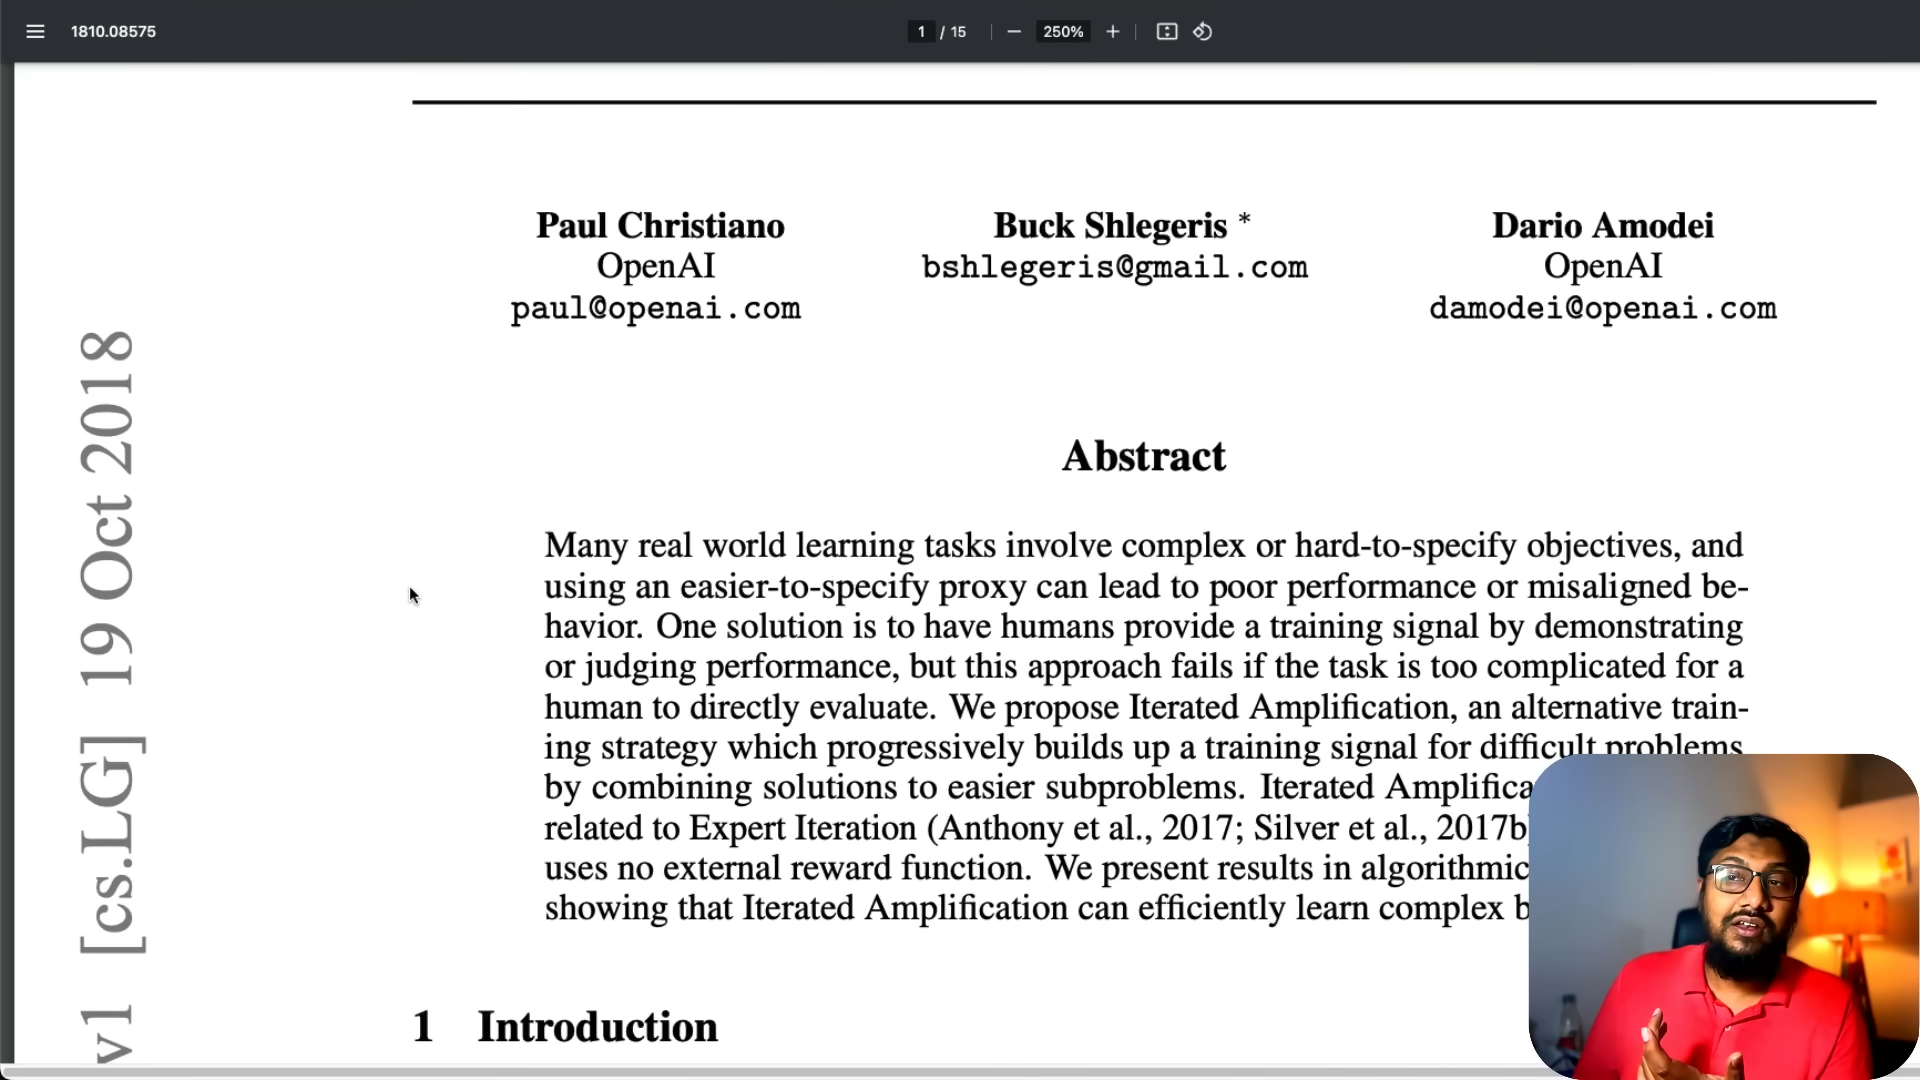 1810.08575
1 / 15
250%
Paul Christiano
OpenAI
paul@openai.com
Buck Shlegeris *
bshlegeris@gmail.com
Dario Amodei
OpenAI
damodei@openai.com
Abstract
Many real world learning tasks involve complex or hard-to-specify objectives, and
using an easier-to-specify proxy can lead to poor performance or misaligned be-
havior. One solution is to have humans provide a training signal by demonstrating
or judging performance, but this approach fails if the task is too complicated for a
human to directly evaluate. We propose Iterated Amplification, an alternative train-
ing strategy which progressively builds up a training signal for difficult problems
by combining solutions to easier subproblems. Iterated Amplifica
related to Expert Iteration (Anthony et al., 2017; Silver et al., 2017b
uses no external reward function. We present results in algorithmic
showing that Iterated Amplification can efficiently learn complex b
1 Introduction
v1 [cs.LG] 19 Oct 2018